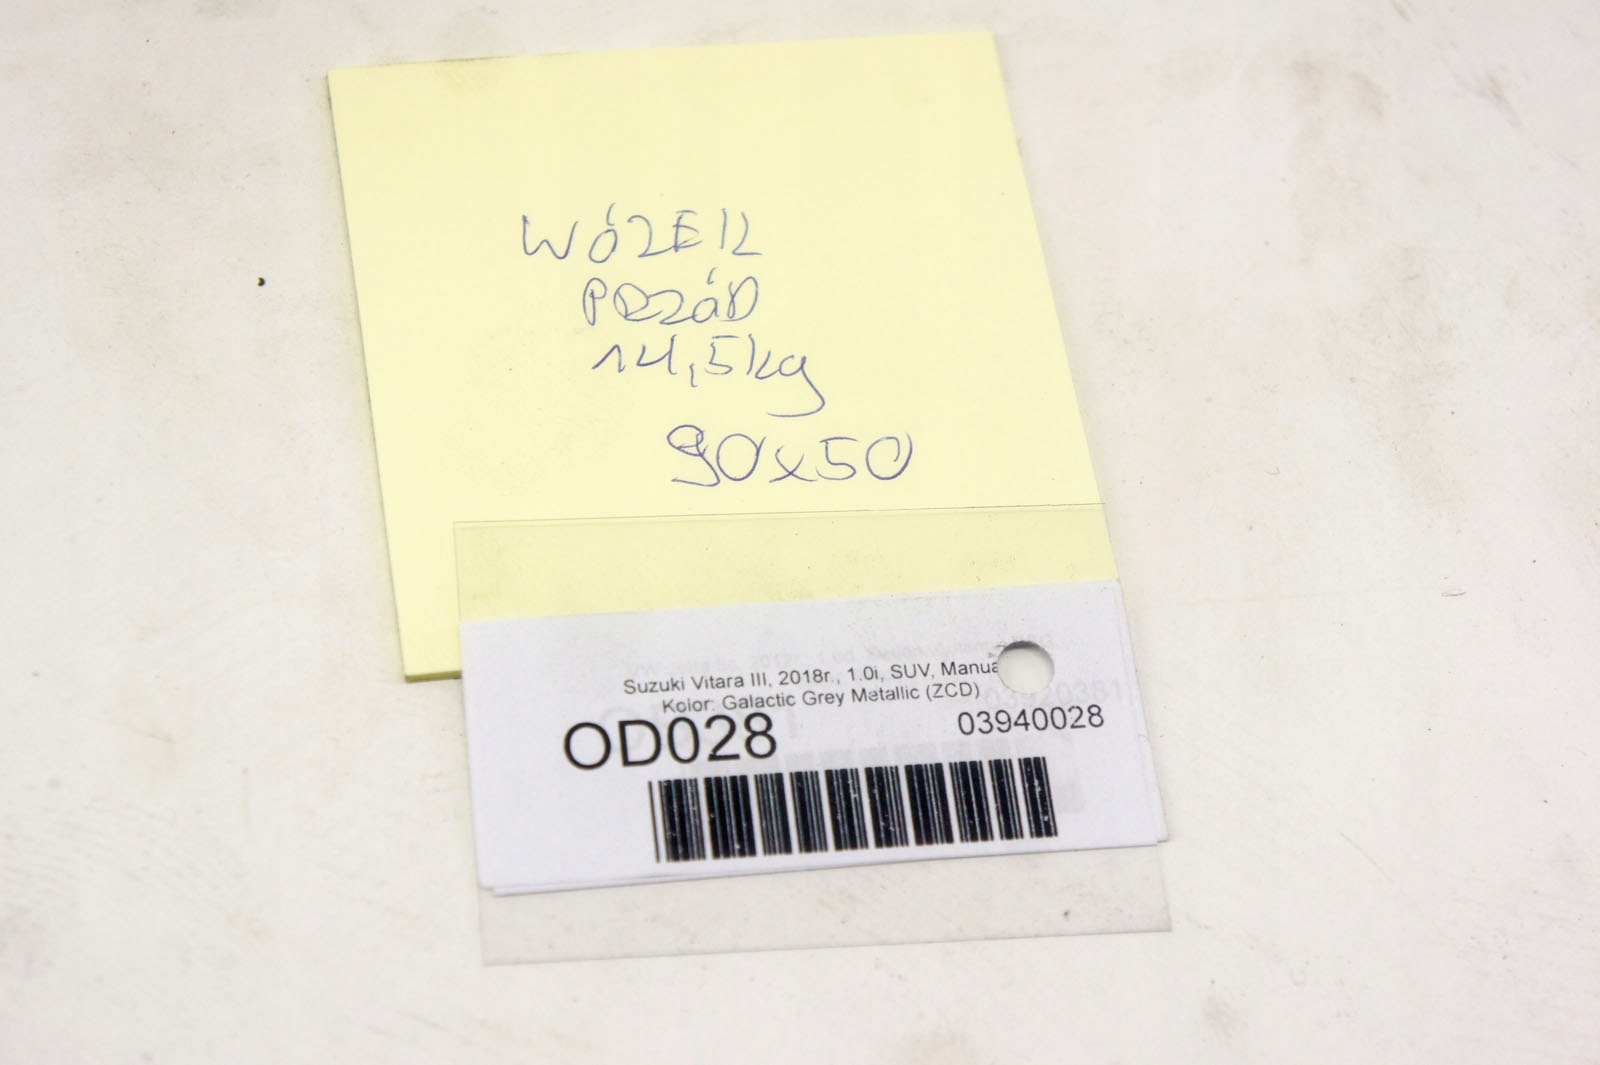 WÓZEK
PRZÓD
14,5kg
90x50
Suzuki Vitara III, 2018r., 1.0i, SUV, Manua
Kolor: Galactic Grey Metallic (ZCD)
OD028
03940028